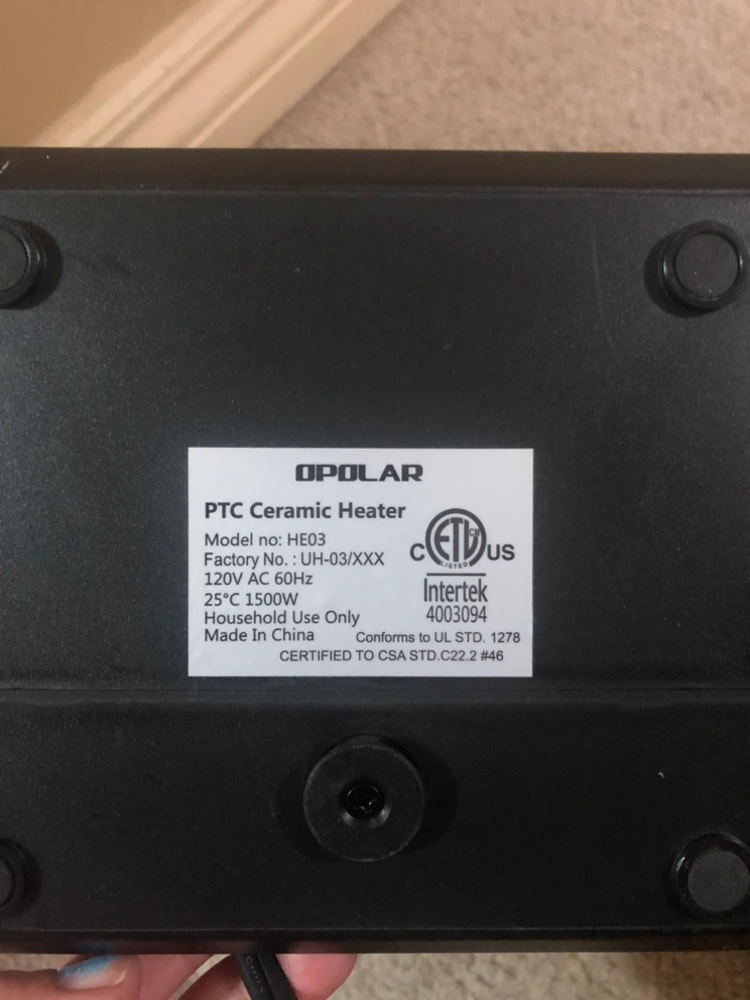 OPOLAR
PTC Ceramic Heater
Model no: HE03
Factory No. : UH-03/XXX
120V AC 60Hz
25°C 1500W
Household Use Only
Made In China
C ETL CM US
LISTED
Intertek
4003094
Conforms to UL STD. 1278
CERTIFIED TO CSA STD.C22.2 #46